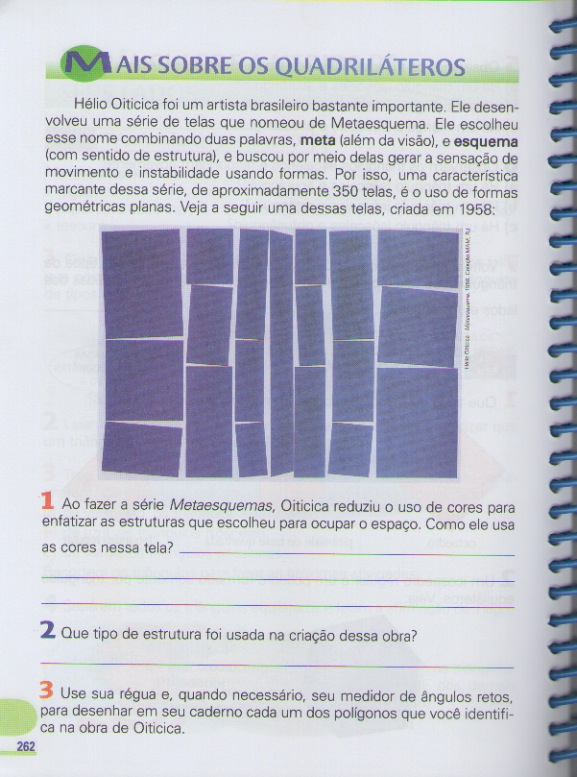 MAIS SOBRE OS QUADRILÁTEROS
Hélio Oiticica foi um artista brasileiro bastante importante. Ele desen-
volveu uma série de telas que nomeou de Metaesquema. Ele escolheu
esse nome combinando duas palavras, meta (além da visão), e esquema
(com sentido de estrutura), e buscou por meio delas gerar a sensação de
movimento e instabilidade usando formas. Por isso, uma característica
marcante dessa série, de aproximadamente 350 telas, é o uso de formas
geométricas planas. Veja a seguir uma dessas telas, criada em 1958:
Hélio Oiticica - Metaesquema, 1958. Coleção MAM, RJ
1 Ao fazer a série Metaesquemas, Oiticica reduziu o uso de cores para
enfatizar as estruturas que escolheu para ocupar o espaço. Como ele usa
as cores nessa tela?
2 Que tipo de estrutura foi usada na criação dessa obra?
3 Use sua régua e, quando necessário, seu medidor de ângulos retos,
para desenhar em seu caderno cada um dos polígonos que você identifi-
ca na obra de Oiticica.
262